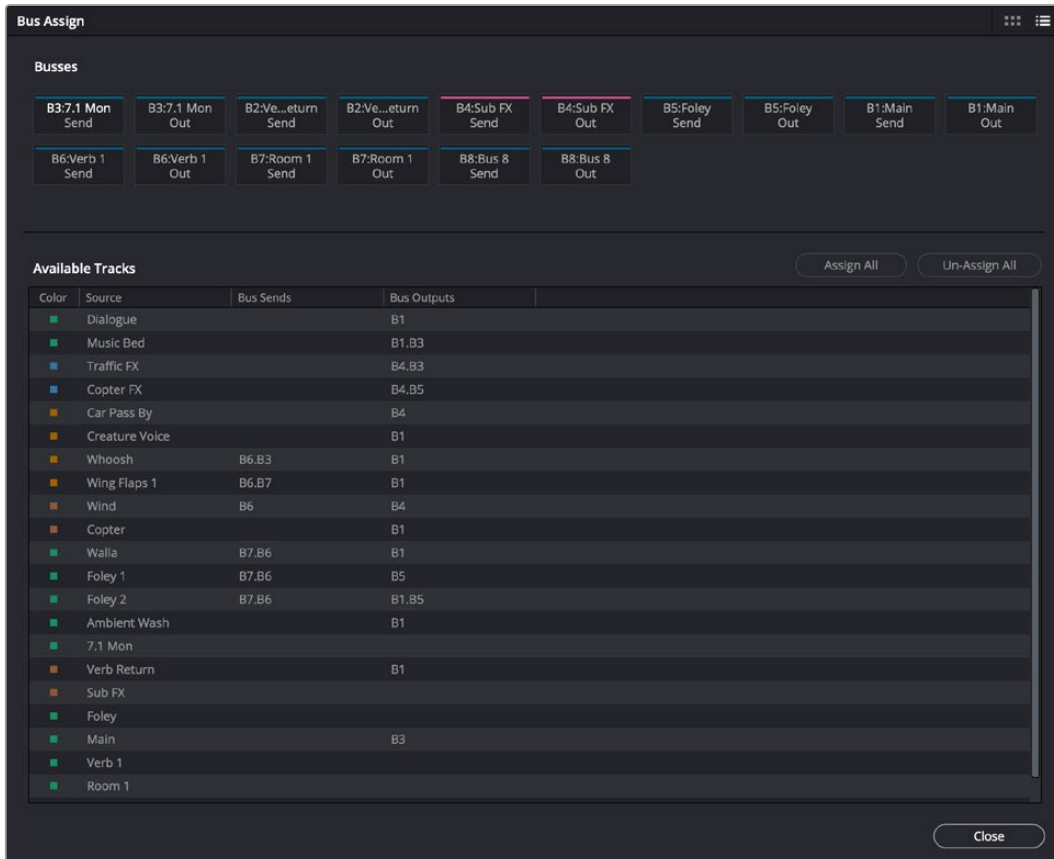 Bus Assign
Busses
B3:7.1 Mon Send
B3:7.1 Mon Out
B2:Ve...eturn Send
B2:Ve...eturn Out
B4:Sub FX Send
B4:Sub FX Out
B5:Foley Send
B5:Foley Out
B1:Main Send
B1:Main Out
B6:Verb 1 Send
B6:Verb 1 Out
B7:Room 1 Send
B7:Room 1 Out
B8:Bus 8 Send
B8:Bus 8 Out
Available Tracks
Assign All
Un-Assign All
Color Source Bus Sends Bus Outputs
Dialogue B1
Music Bed B1.B3
Traffic FX B4.B3
Copter FX B4.B5
Car Pass By B4
Creature Voice B1
Whoosh B6.B3 B1
Wing Flaps 1 B6.B7 B1
Wind B6 B4
Copter B1
Walla B7.B6 B1
Foley 1 B7.B6 B5
Foley 2 B7.B6 B1.B5
Ambient Wash B1
7.1 Mon
Verb Return B1
Sub FX
Foley
Main B3
Verb 1
Room 1
Close